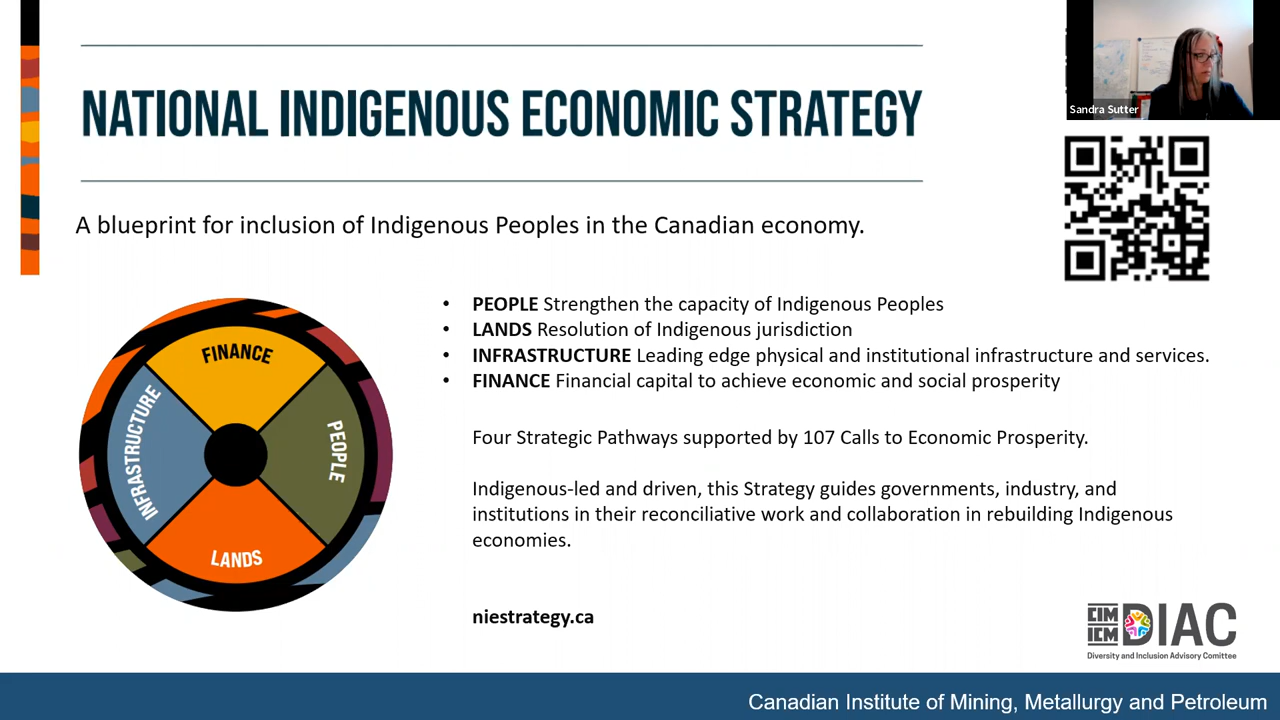 NATIONAL INDIGENOUS ECONOMIC STRATEGY
Sandra Sutter
A blueprint for inclusion of Indigenous Peoples in the Canadian economy.
FINANCE
PEOPLE
INFRASTRUCTURE
LANDS
• PEOPLE Strengthen the capacity of Indigenous Peoples
• LANDS Resolution of Indigenous jurisdiction
• INFRASTRUCTURE Leading edge physical and institutional infrastructure and services.
• FINANCE Financial capital to achieve economic and social prosperity
Four Strategic Pathways supported by 107 Calls to Economic Prosperity.
Indigenous-led and driven, this Strategy guides governments, industry, and
institutions in their reconciliative work and collaboration in rebuilding Indigenous
economies.
niestrategy.ca
CIM
ICM
DIAC
Diversity and Inclusion Advisory Comittee
Canadian Institute of Mining, Metallurgy and Petroleum